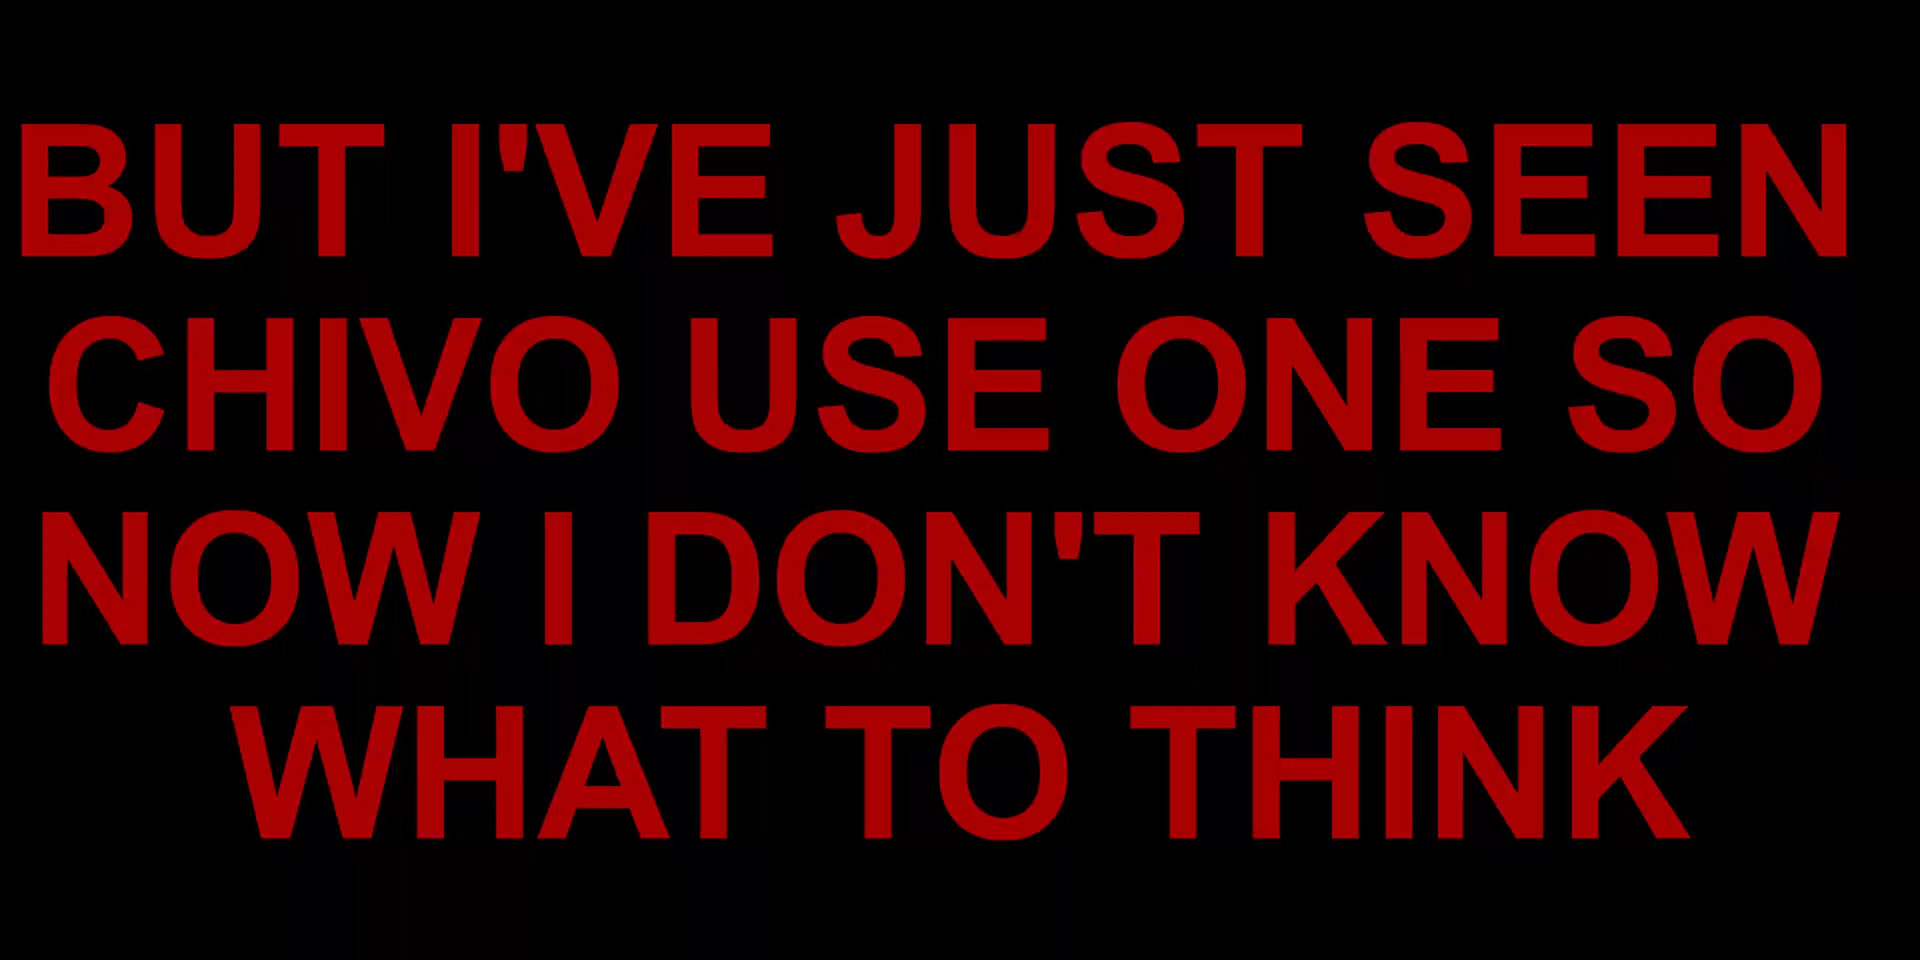 BUT I'VE JUST SEEN
CHIVO USE ONE SO
NOW I DON'T KNOW
WHAT TO THINK